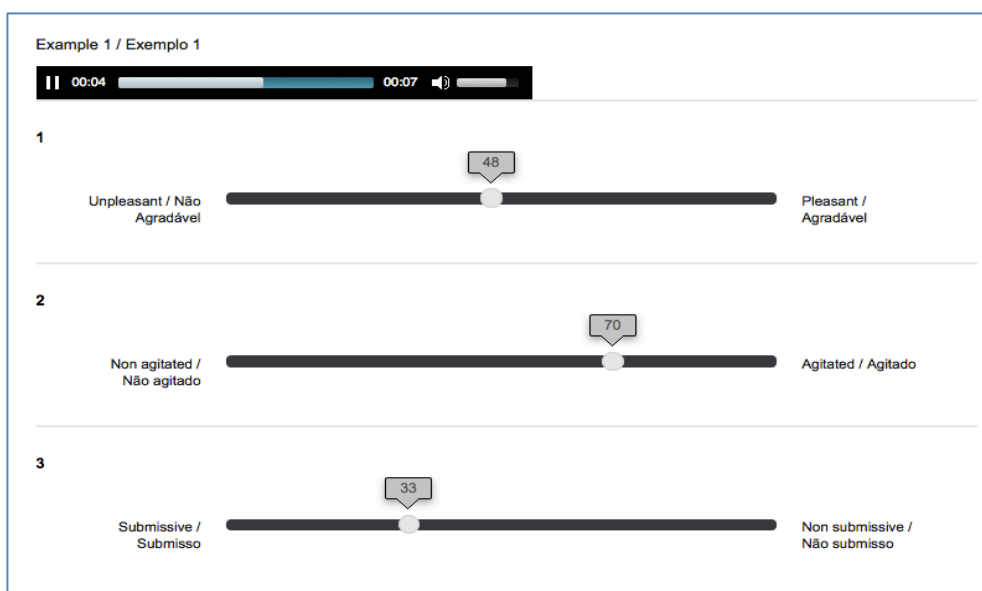 Example 1 / Exemplo 1
00:04 00:07
1
48
Unpleasant / Não
Agradável
Pleasant /
Agradável
2
70
Non agitated /
Não agitado
Agitated / Agitado
3
33
Submissive /
Submisso
Non submissive /
Não submisso